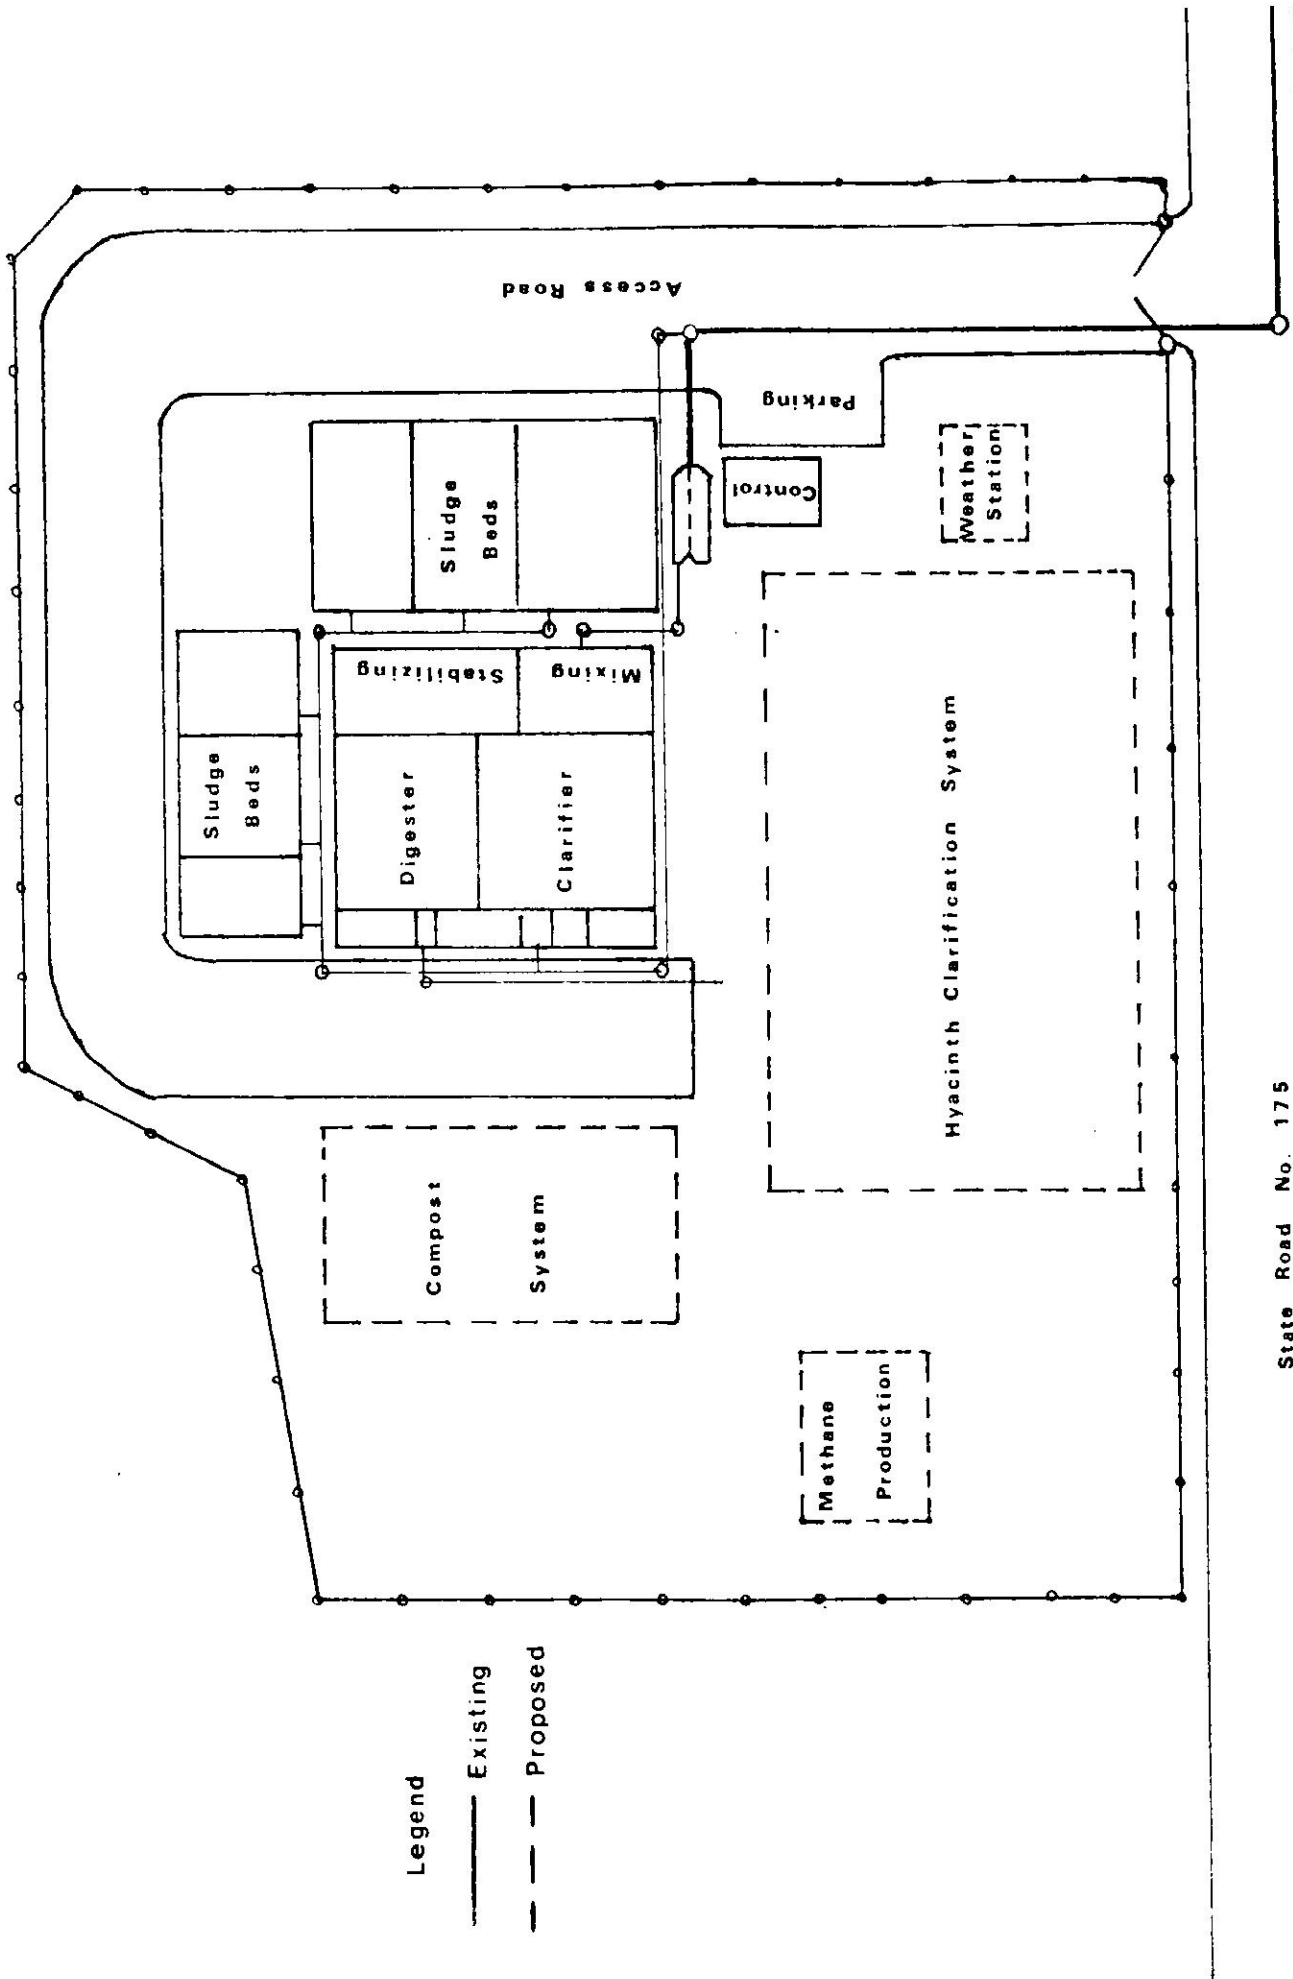 Access Road
Parking
Control
Weather
Station
Sludge
Beds
Stabilizing
Mixing
Sludge
Beds
Digester
Clarifier
Hyacinth Clarification System
Compost
System
Methane
Production
State Road No. 175
Legend
Existing
Proposed